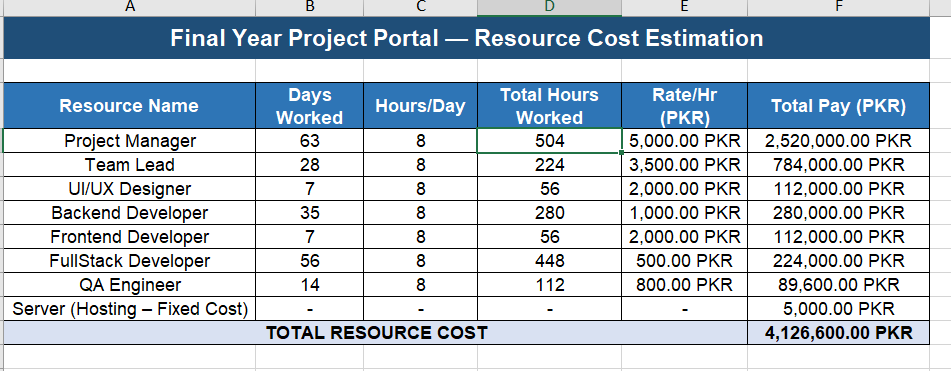 A B C D E F
Final Year Project Portal — Resource Cost Estimation
Resource Name Days Worked Hours/Day Total Hours Worked Rate/Hr (PKR) Total Pay (PKR)
Project Manager 63 8 504 5,000.00 PKR 2,520,000.00 PKR
Team Lead 28 8 224 3,500.00 PKR 784,000.00 PKR
UI/UX Designer 7 8 56 2,000.00 PKR 112,000.00 PKR
Backend Developer 35 8 280 1,000.00 PKR 280,000.00 PKR
Frontend Developer 7 8 56 2,000.00 PKR 112,000.00 PKR
FullStack Developer 56 8 448 500.00 PKR 224,000.00 PKR
QA Engineer 14 8 112 800.00 PKR 89,600.00 PKR
Server (Hosting – Fixed Cost) - - - - 5,000.00 PKR
TOTAL RESOURCE COST 4,126,600.00 PKR